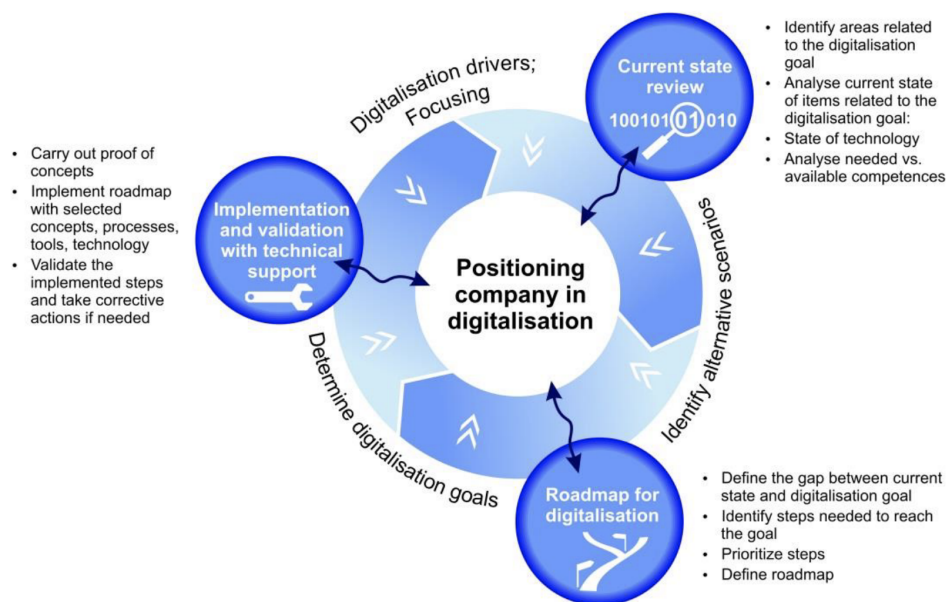 Digitalisation drivers;
Focusing
Current state
review
100101 01 010
• Identify areas related
to the digitalisation
goal
• Analyse current state
of items related to the
digitalisation goal:
• State of technology
• Analyse needed vs.
available competences
• Carry out proof of
concepts
• Implement roadmap
with selected
concepts, processes,
tools, technology
• Validate the
implemented steps
and take corrective
actions if needed
Implementation
and validation
with technical
support
Positioning
company in
digitalisation
Identify alternative scenarios
Determine digitalisation goals
Roadmap for
digitalisation
• Define the gap between current
state and digitalisation goal
• Identify steps needed to reach
the goal
• Prioritize steps
• Define roadmap